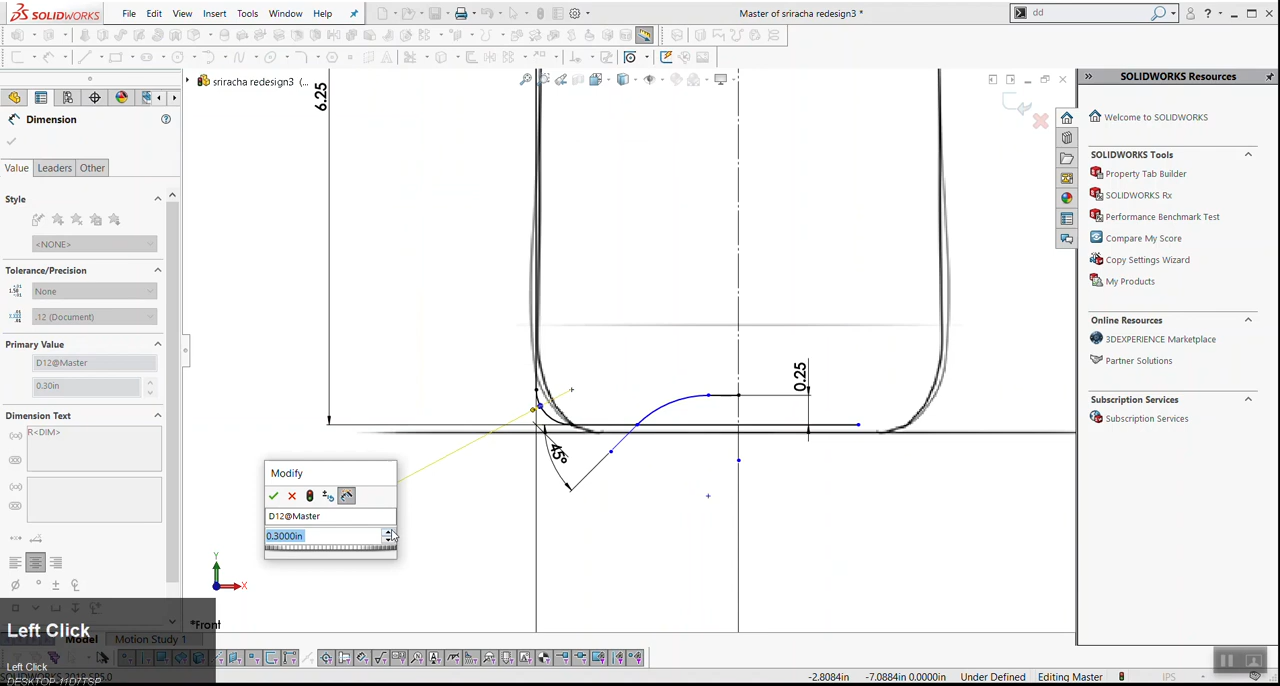 SOLIDWORKS File Edit View Insert Tools Window Help Master of sriracha redesign3 * dd
sriracha redesign3 (...
SOLIDWORKS Resources
Dimension
Value Leaders Other
Style
<NONE>
Tolerance/Precision
None
.12 (Document)
Primary Value
D12@Master
0.30in
Dimension Text
R<DIM>
6.25
0.25
45°
Modify
D12@Master
0.3000in
Y
X
*Front
Welcome to SOLIDWORKS
SOLIDWORKS Tools
Property Tab Builder
SOLIDWORKS Rx
Performance Benchmark Test
Compare My Score
Copy Settings Wizard
My Products
Online Resources
3DEXPERIENCE Marketplace
Partner Solutions
Subscription Services
Subscription Services
Left Click
Left Click
DESKTOP-11D77SP
Model Motion Study 1
-2.8084in -7.0884in 0.0000in Under Defined Editing Master IPS